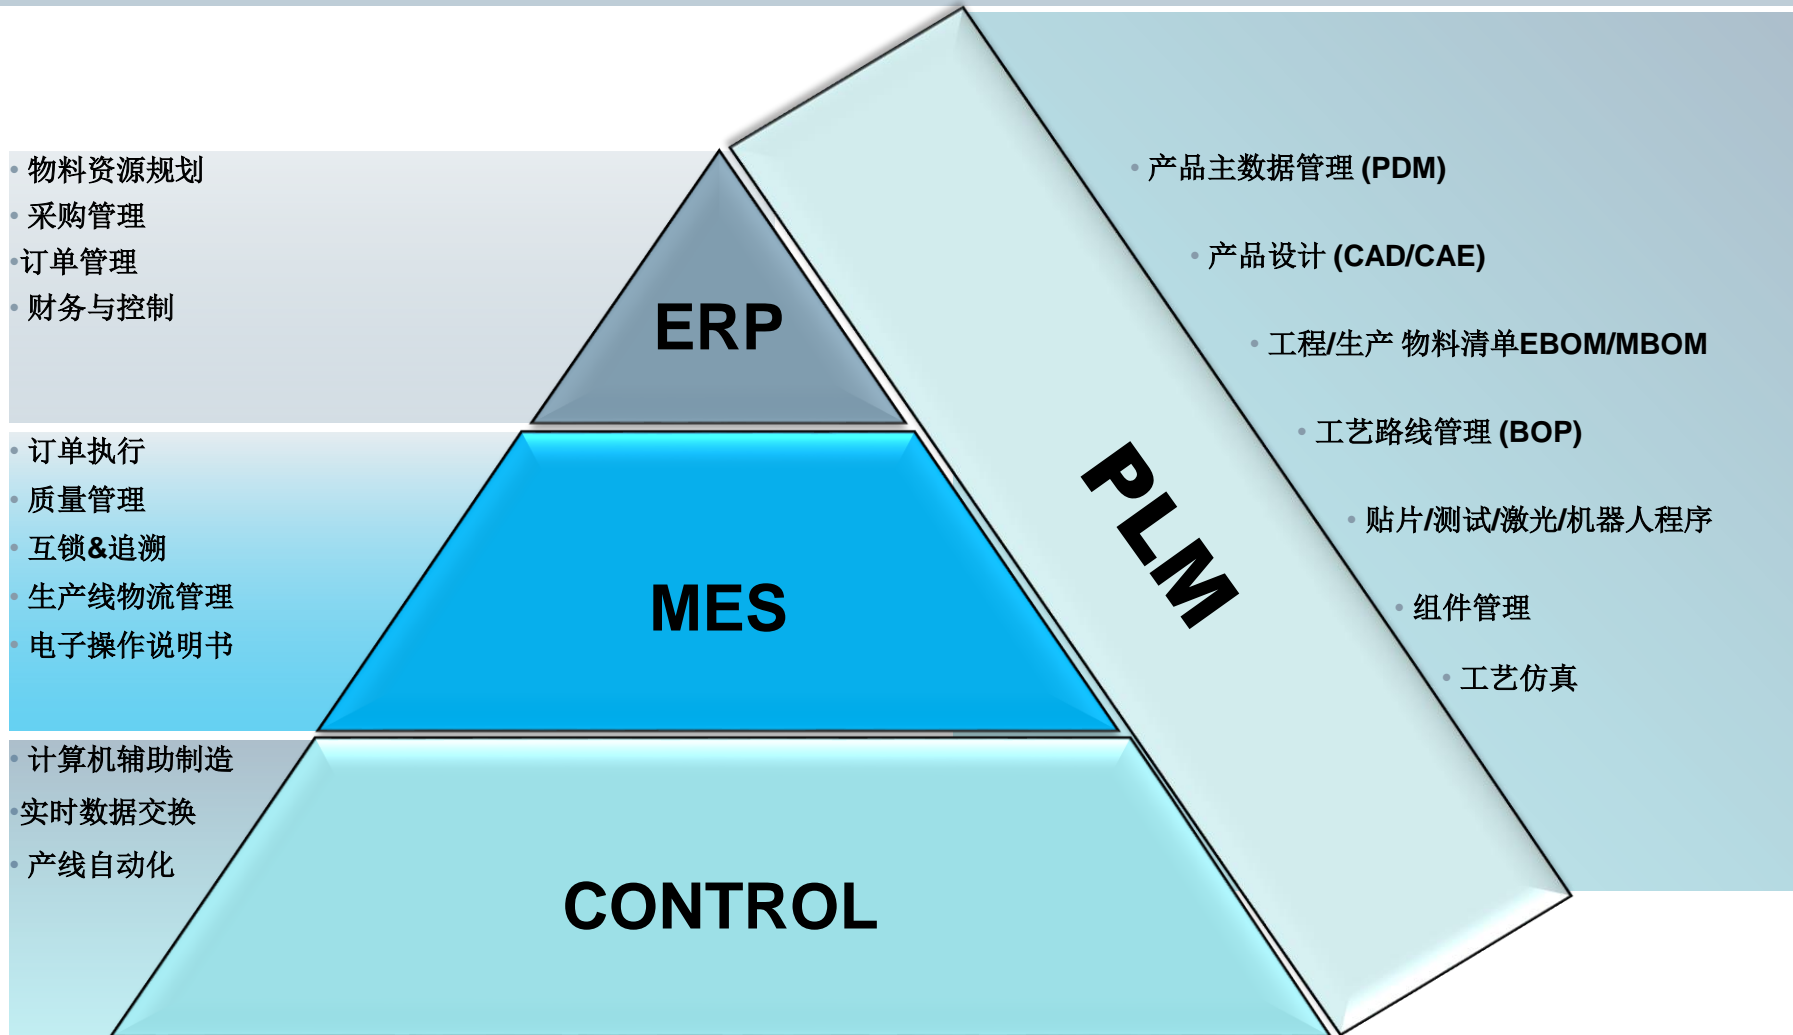 物料资源规划
采购管理
订单管理
财务与控制
ERP
订单执行
质量管理
互锁&追溯
生产线物流管理
电子操作说明书
MES
计算机辅助制造
实时数据交换
产线自动化
CONTROL
PLM
产品主数据管理 (PDM)
产品设计 (CAD/CAE)
工程/生产 物料清单EBOM/MBOM
工艺路线管理 (BOP)
贴片/测试/激光/机器人程序
组件管理
工艺仿真